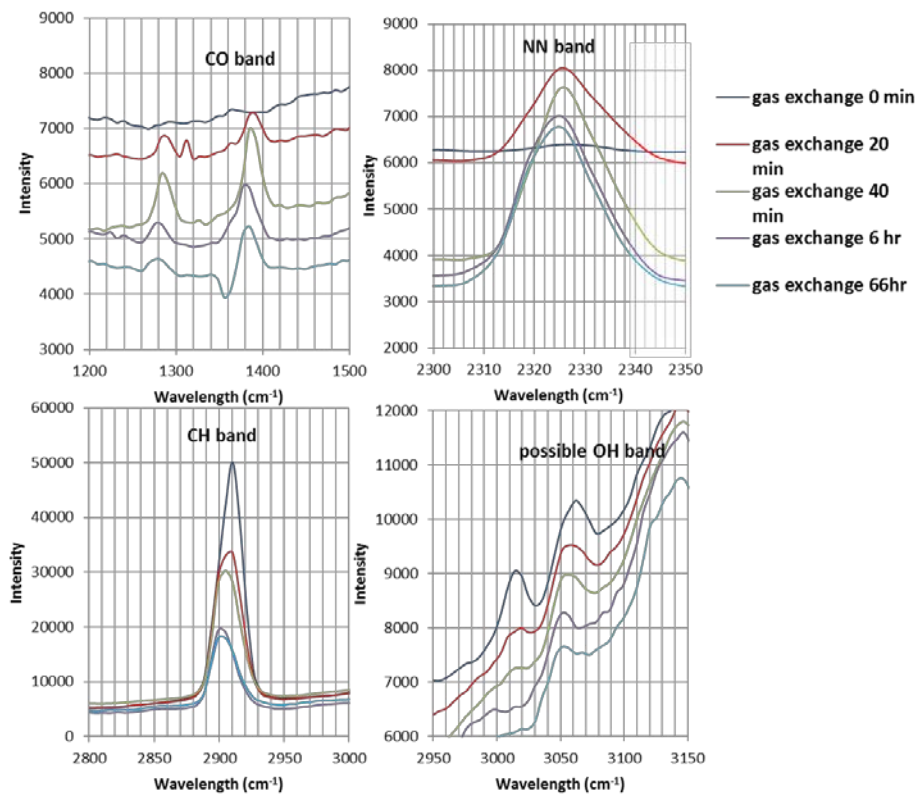 CO band
9000
8000
7000
6000
5000
4000
3000
Intensity
1200
1300
1400
1500
Wavelength (cm⁻¹)
NN band
9000
8000
7000
6000
5000
4000
3000
2000
Intensity
2300
2310
2320
2330
2340
2350
Wavelength (cm⁻¹)
gas exchange 0 min
gas exchange 20
min
gas exchange 40
min
gas exchange 6 hr
gas exchange 66hr
CH band
60000
50000
40000
30000
20000
10000
0
Intensity
2800
2850
2900
2950
3000
Wavelength (cm⁻¹)
possible OH band
12000
11000
10000
9000
8000
7000
6000
Intensity
2950
3000
3050
3100
3150
Wavelength (cm⁻¹)